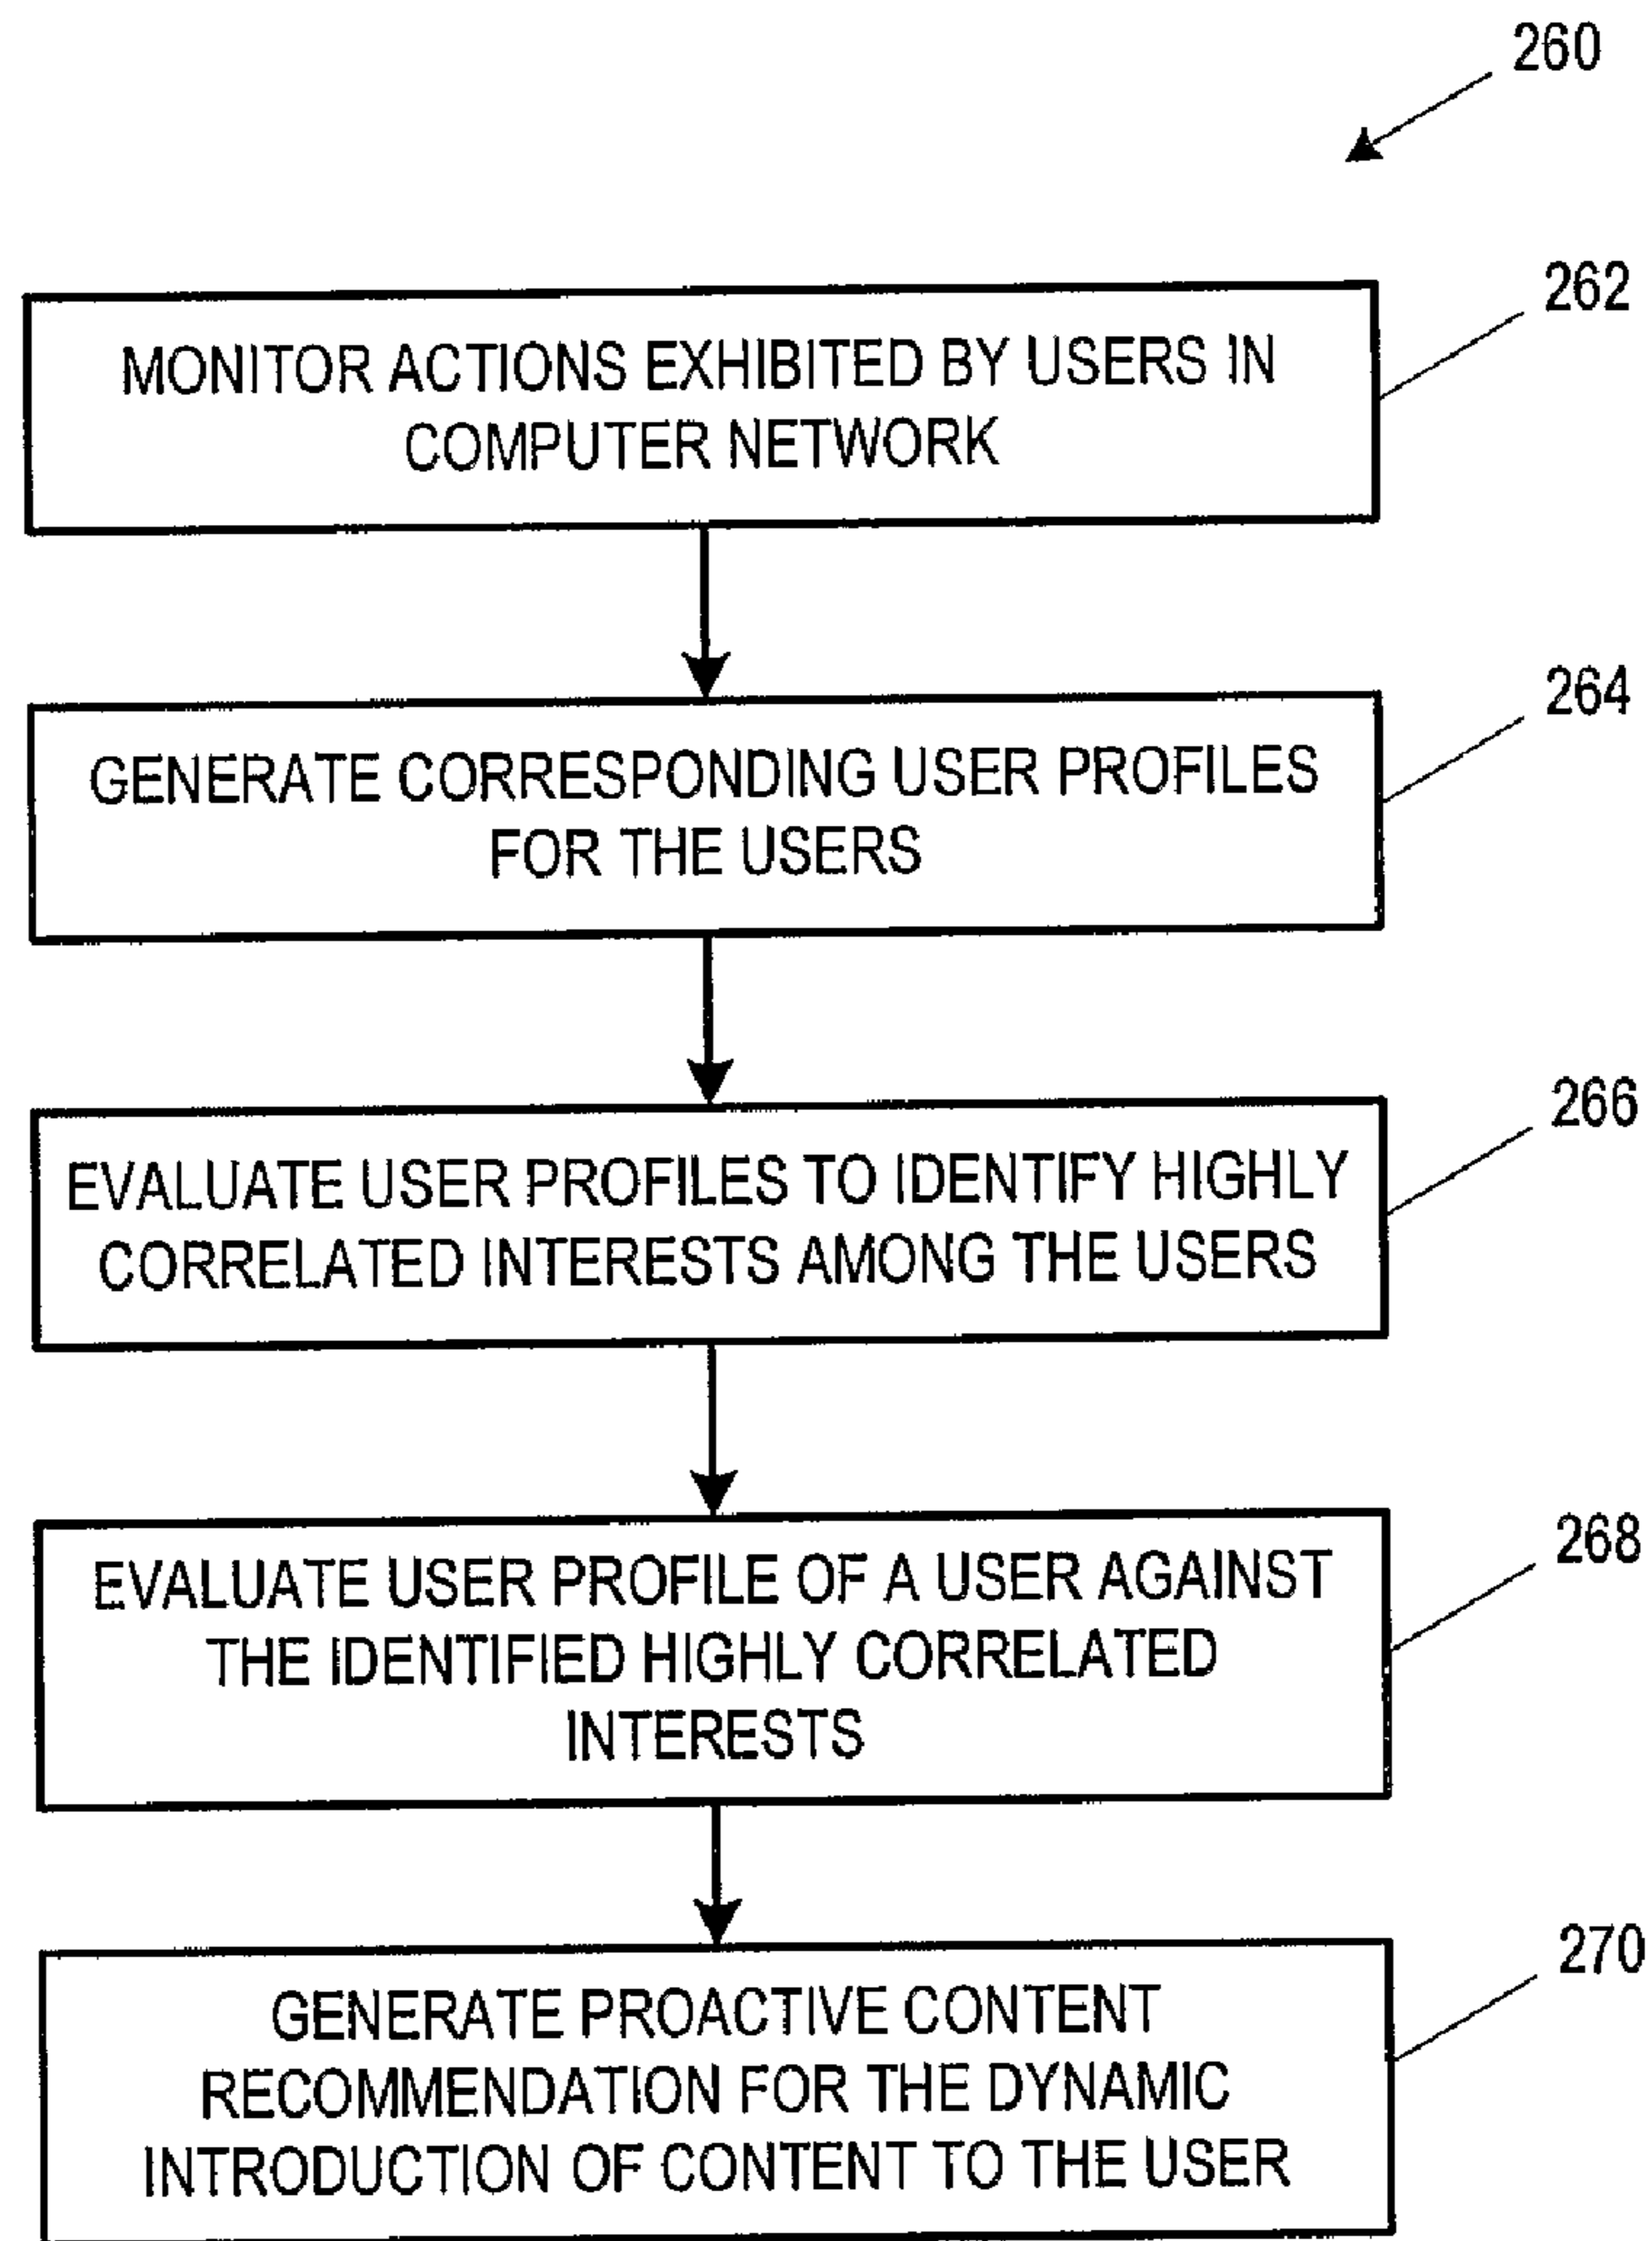 260
262
MONITOR ACTIONS EXHIBITED BY USERS IN
COMPUTER NETWORK
264
GENERATE CORRESPONDING USER PROFILES
FOR THE USERS
266
EVALUATE USER PROFILES TO IDENTIFY HIGHLY
CORRELATED INTERESTS AMONG THE USERS
268
EVALUATE USER PROFILE OF A USER AGAINST
THE IDENTIFIED HIGHLY CORRELATED
INTERESTS
270
GENERATE PROACTIVE CONTENT
RECOMMENDATION FOR THE DYNAMIC
INTRODUCTION OF CONTENT TO THE USER